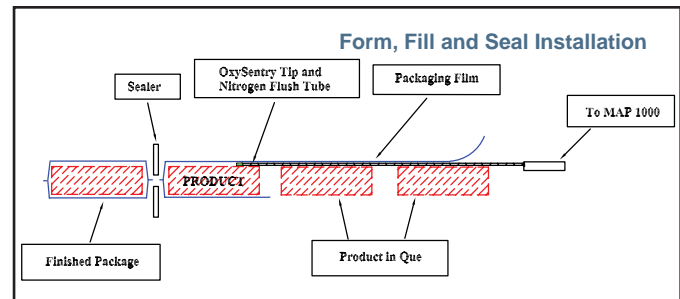 Form, Fill and Seal Installation
OxySentry Tip and
Nitrogen Flush Tube
Packaging Film
Sealer
To MAP 1000
PRODUCT
Finished Package
Product in Que